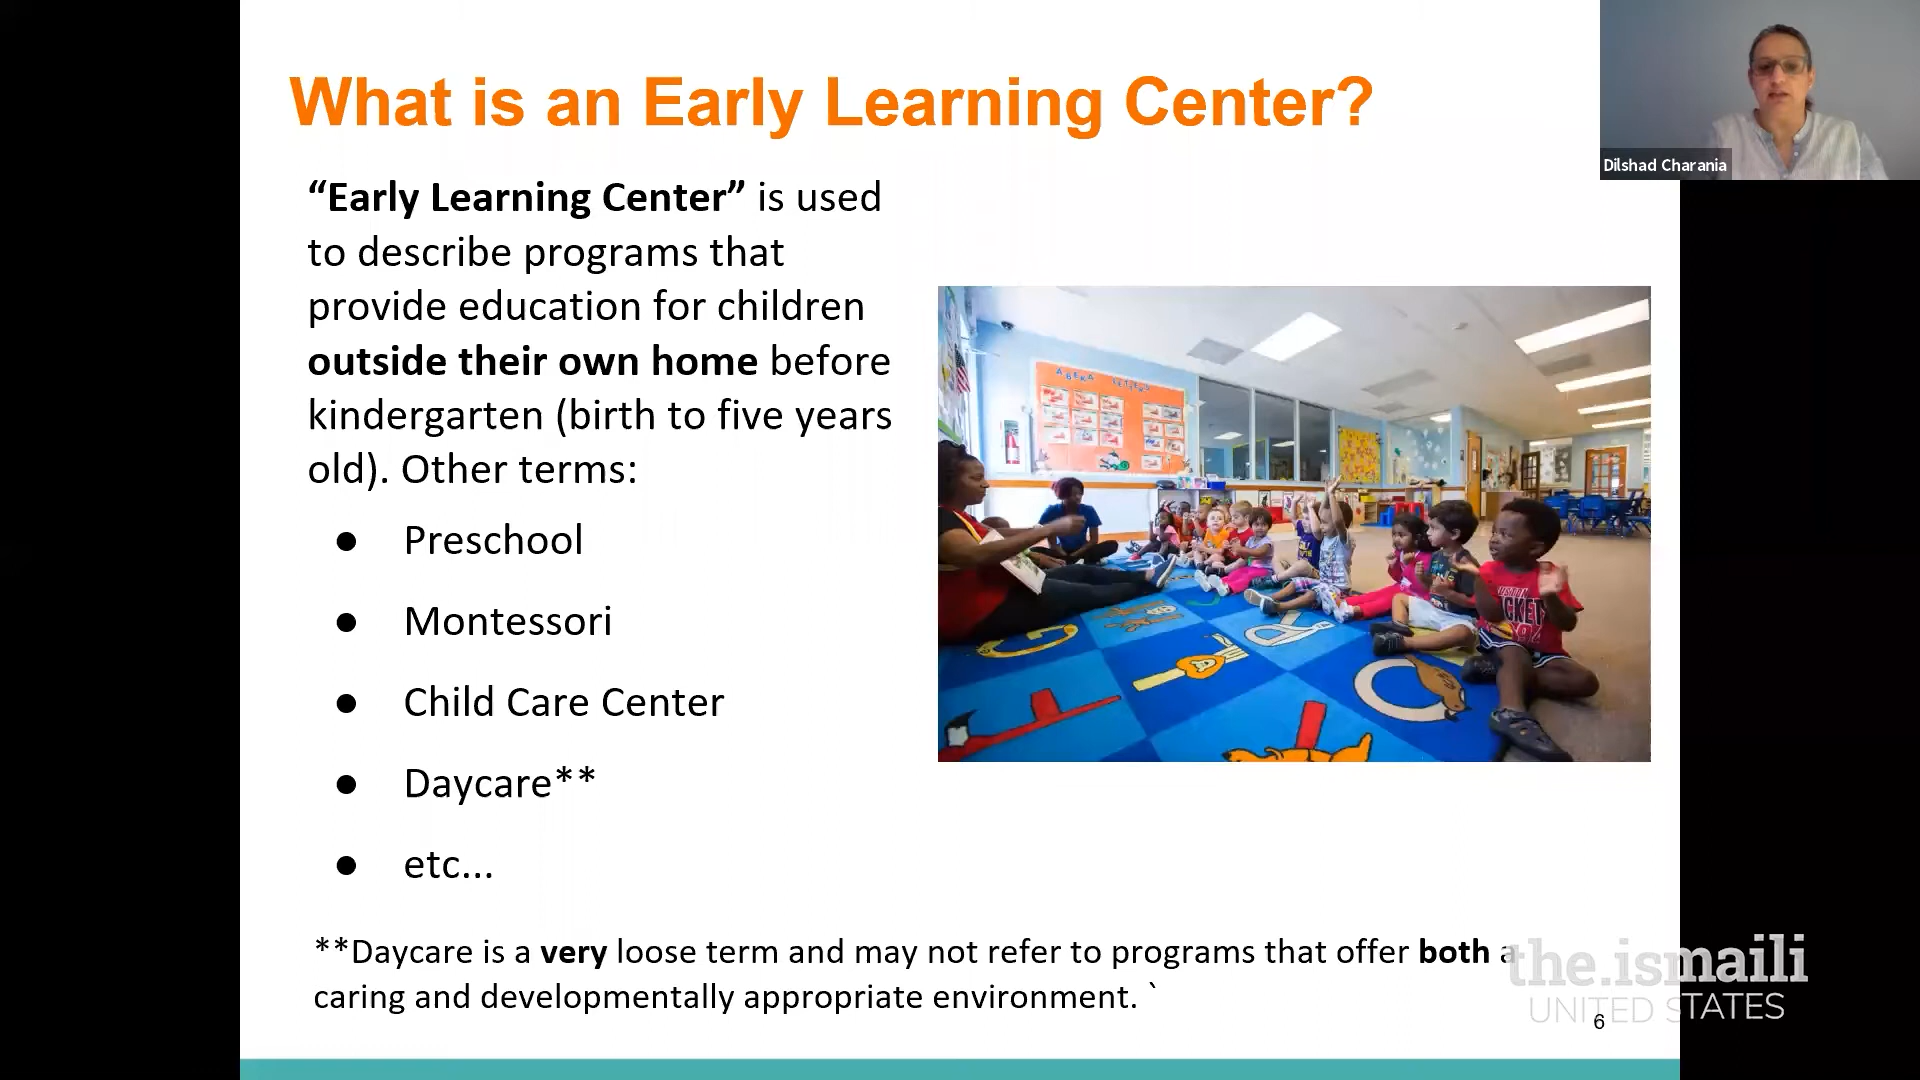 What is an Early Learning Center?
Dilshad Charania
“Early Learning Center” is used
to describe programs that
provide education for children
outside their own home before
kindergarten (birth to five years
old). Other terms:
● Preschool
● Montessori
● Child Care Center
● Daycare**
● etc...
**Daycare is a very loose term and may not refer to programs that offer both a
caring and developmentally appropriate environment. `
the.ismaili
UNITED STATES
6